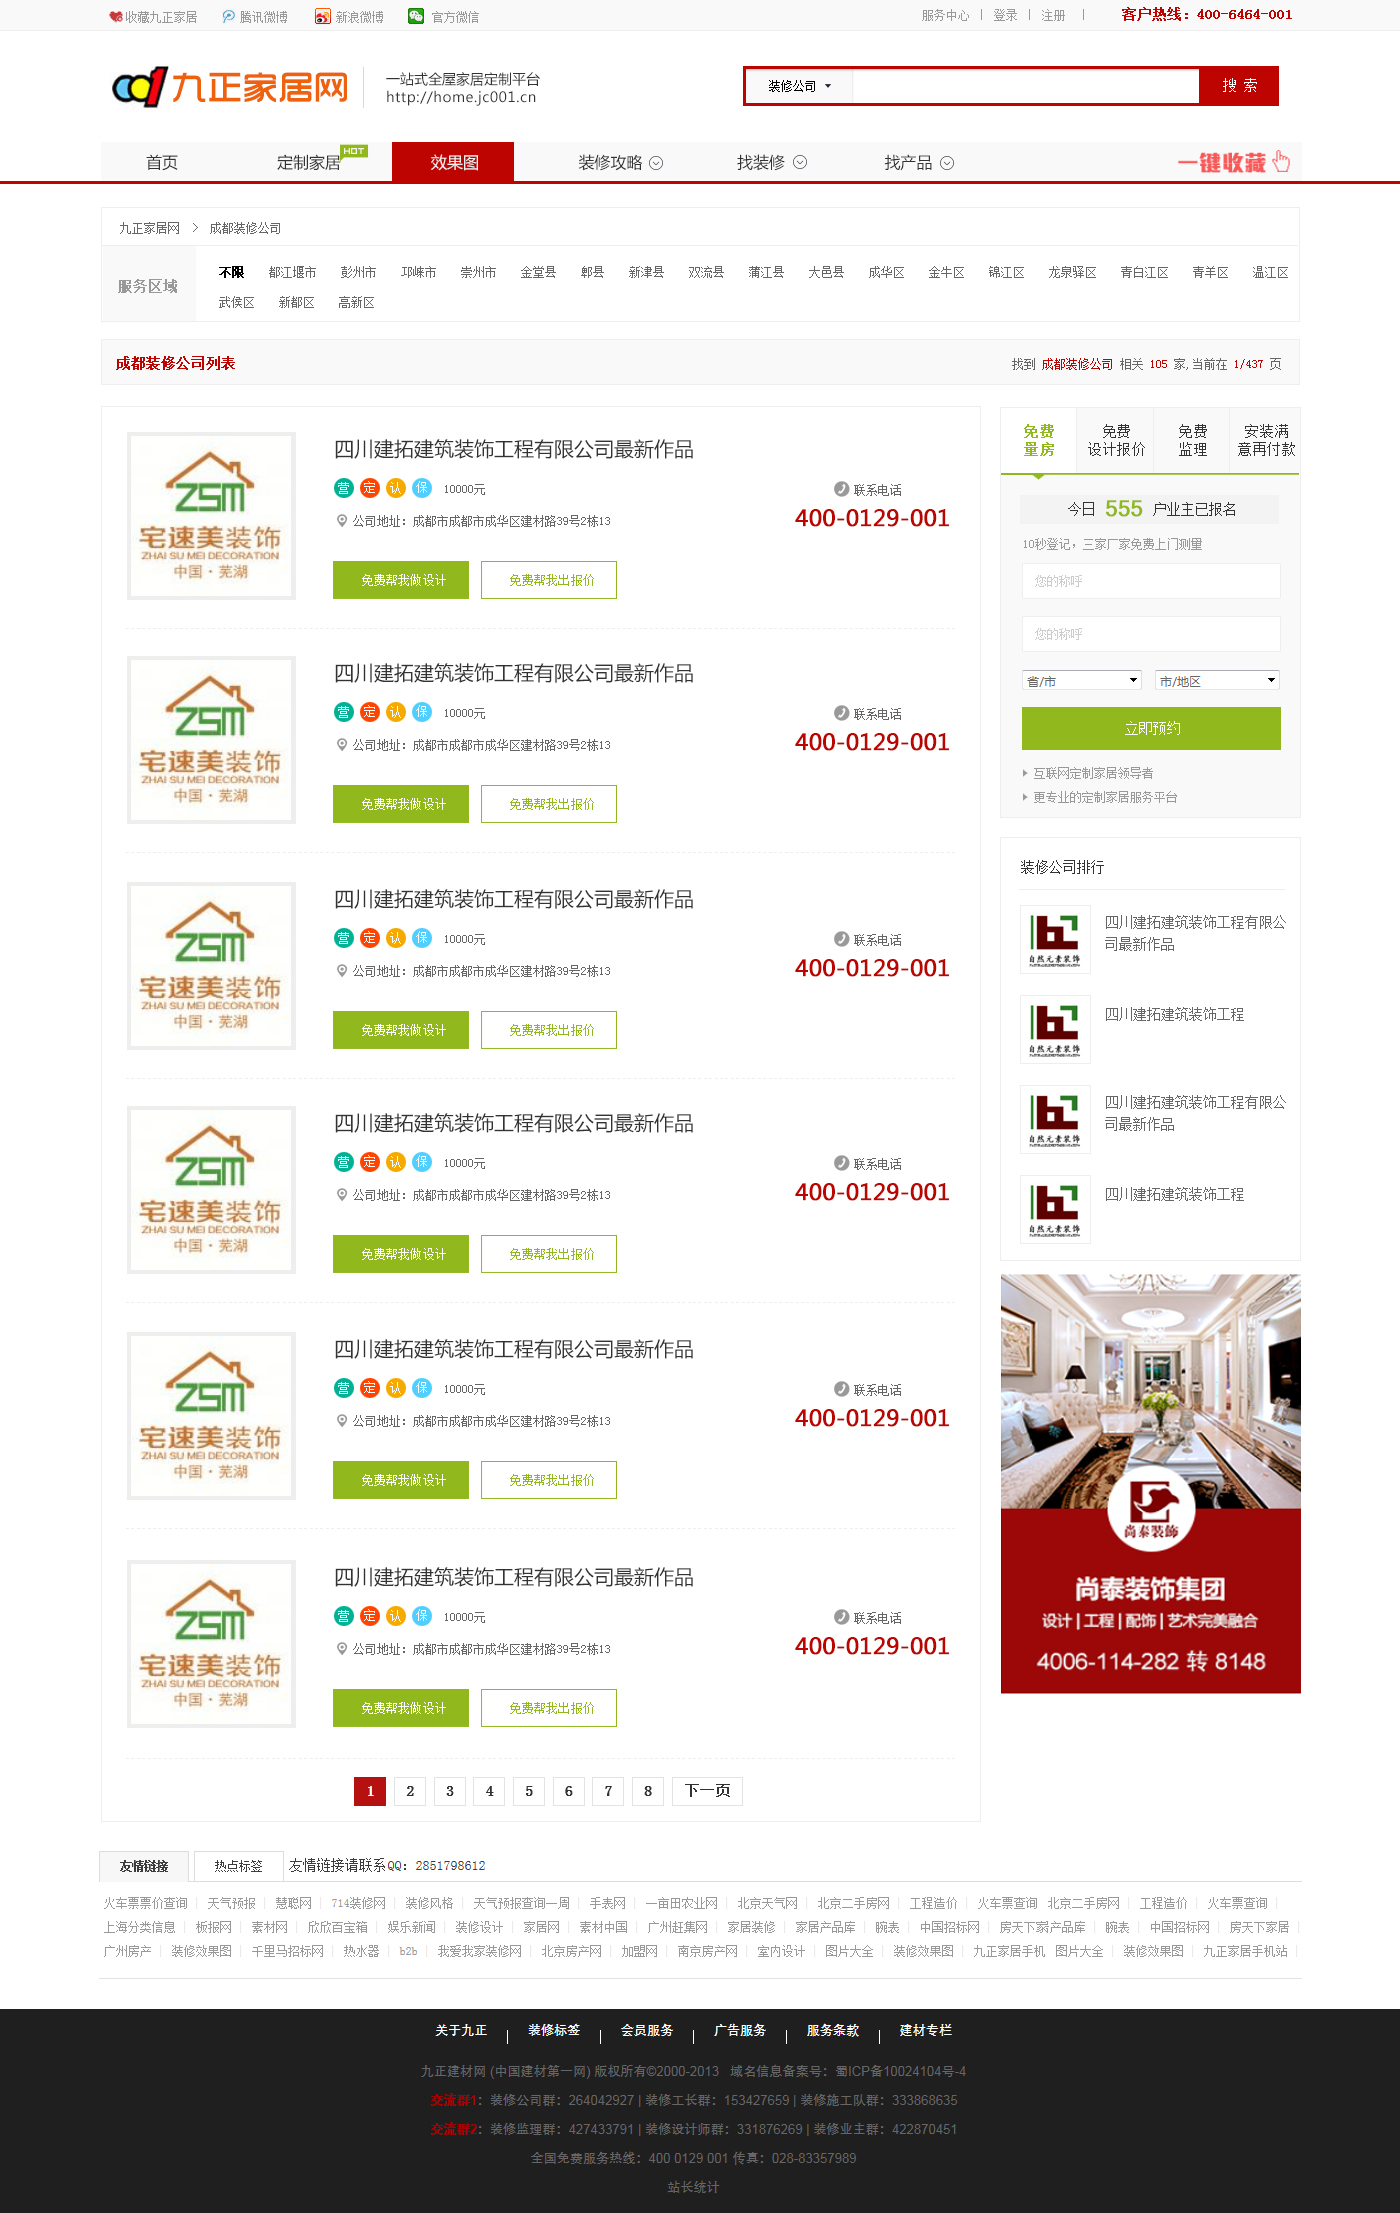 收藏九正家居 腾讯微博 新浪微博 官方微信 服务中心 | 登录 | 注册 | 客户热线：400-6464-001
九正家居网
一站式全屋家居定制平台
http://home.jc001.cn
装修公司 搜 索
首页 定制家居 HOT 效果图 装修攻略 找装修 找产品 一键收藏
九正家居网 > 成都装修公司
服务区域
不限 都江堰市 彭州市 邛崃市 崇州市 金堂县 郫县 新津县 双流县 蒲江县 大邑县 成华区 金牛区 锦江区 龙泉驿区 青白江区 青羊区 温江区
武侯区 新都区 高新区
成都装修公司列表 找到 成都装修公司 相关 105 家, 当前在 1/437 页
ZSM
宅速美装饰
ZHAI SU MEI DECORATION
中国·芜湖
四川建拓建筑装饰工程有限公司最新作品
营 定 认 保 10000元
公司地址：成都市成都市成华区建材路39号2栋13
联系电话
400-0129-001
免费帮我做设计 免费帮我出报价
ZSM
宅速美装饰
ZHAI SU MEI DECORATION
中国·芜湖
四川建拓建筑装饰工程有限公司最新作品
营 定 认 保 10000元
公司地址：成都市成都市成华区建材路39号2栋13
联系电话
400-0129-001
免费帮我做设计 免费帮我出报价
ZSM
宅速美装饰
ZHAI SU MEI DECORATION
中国·芜湖
四川建拓建筑装饰工程有限公司最新作品
营 定 认 保 10000元
公司地址：成都市成都市成华区建材路39号2栋13
联系电话
400-0129-001
免费帮我做设计 免费帮我出报价
ZSM
宅速美装饰
ZHAI SU MEI DECORATION
中国·芜湖
四川建拓建筑装饰工程有限公司最新作品
营 定 认 保 10000元
公司地址：成都市成都市成华区建材路39号2栋13
联系电话
400-0129-001
免费帮我做设计 免费帮我出报价
ZSM
宅速美装饰
ZHAI SU MEI DECORATION
中国·芜湖
四川建拓建筑装饰工程有限公司最新作品
营 定 认 保 10000元
公司地址：成都市成都市成华区建材路39号2栋13
联系电话
400-0129-001
免费帮我做设计 免费帮我出报价
ZSM
宅速美装饰
ZHAI SU MEI DECORATION
中国·芜湖
四川建拓建筑装饰工程有限公司最新作品
营 定 认 保 10000元
公司地址：成都市成都市成华区建材路39号2栋13
联系电话
400-0129-001
免费帮我做设计 免费帮我出报价
1 2 3 4 5 6 7 8 下一页
免费 免费 免费 安装满
量房 设计报价 监理 意再付款
今日 555 户业主已报名
10秒登记，三家厂家免费上门测量
您的称呼
您的称呼
省/市 市/地区
立即预约
互联网定制家居领导者
更专业的定制家居服务平台
装修公司排行
自然元素装饰
四川建拓建筑装饰工程有限公
司最新作品
自然元素装饰
四川建拓建筑装饰工程
自然元素装饰
四川建拓建筑装饰工程有限公
司最新作品
自然元素装饰
四川建拓建筑装饰工程
尚泰装飾
尚泰装饰集团
设计 | 工程 | 配饰 | 艺术完美融合
4006-114-282 转 8148
友情链接 热点标签 友情链接请联系QQ：2851798612
火车票票价查询 | 天气预报 | 慧聪网 | 714装修网 | 装修风格 | 天气预报查询一周 | 手表网 | 一亩田农业网 | 北京天气网 | 北京二手房网 | 工程造价 | 火车票查询 北京二手房网 | 工程造价 | 火车票查询 |
上海分类信息 | 板报网 | 素材网 | 欣欣百宝箱 | 娱乐新闻 | 装修设计 | 家居网 | 素材中国 | 广州赶集网 | 家居装修 | 家居产品库 | 腕表 | 中国招标网 | 房天下家|产品库 | 腕表 | 中国招标网 | 房天下家居 |
广州房产 | 装修效果图 | 千里马招标网 | 热水器 | b2b | 我爱我家装修网 | 北京房产网 | 加盟网 | 南京房产网 | 室内设计 | 图片大全 | 装修效果图 | 九正家居手机 图片大全 | 装修效果图 | 九正家居手机站 |
关于九正 | 装修标签 | 会员服务 | 广告服务 | 服务条款 | 建材专栏
九正建材网 (中国建材第一网) 版权所有©2000-2013 域名信息备案号：蜀ICP备10024104号-4
交流群1：装修公司群：264042927 | 装修工长群：153427659 | 装修施工队群：333868635
交流群2：装修监理群：427433791 | 装修设计师群：331876269 | 装修业主群：422870451
全国免费服务热线：400 0129 001 传真：028-83357989
站长统计